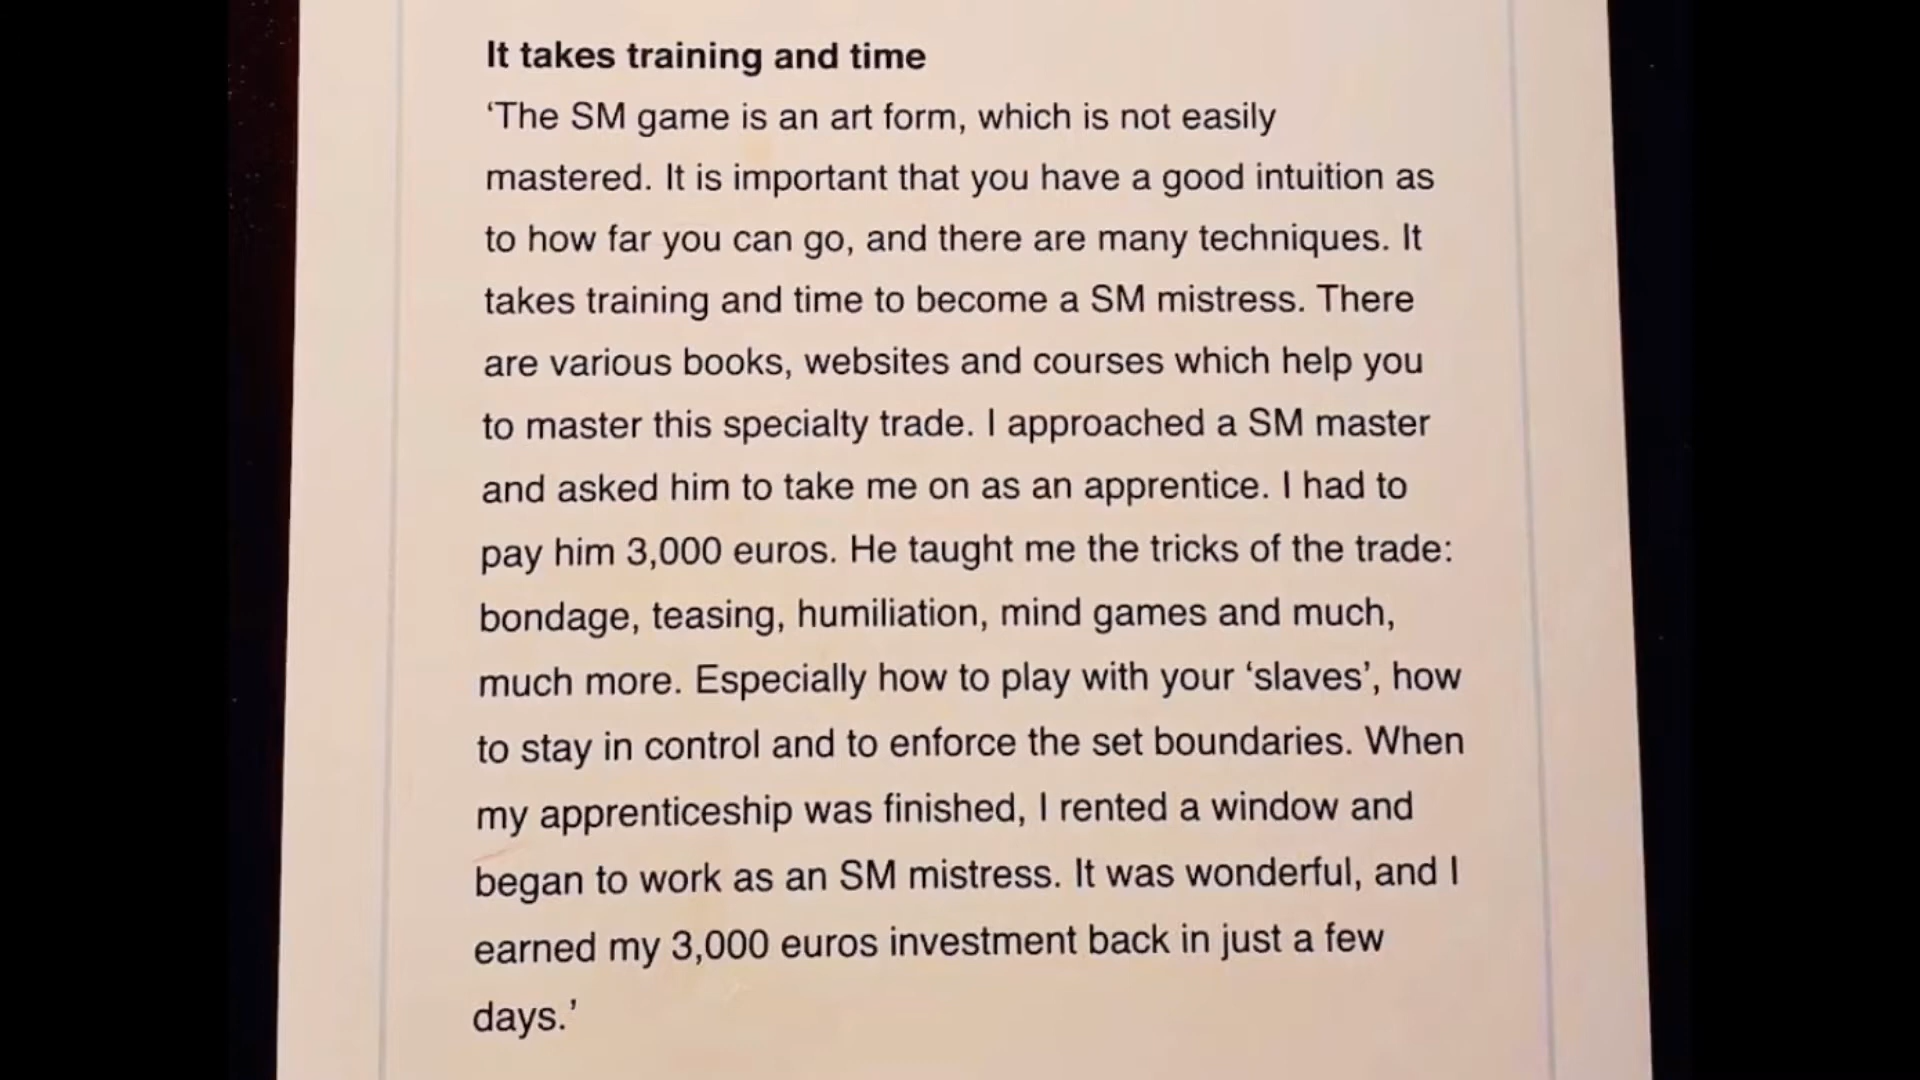 It takes training and time
‘The SM game is an art form, which is not easily
mastered. It is important that you have a good intuition as
to how far you can go, and there are many techniques. It
takes training and time to become a SM mistress. There
are various books, websites and courses which help you
to master this specialty trade. I approached a SM master
and asked him to take me on as an apprentice. I had to
pay him 3,000 euros. He taught me the tricks of the trade:
bondage, teasing, humiliation, mind games and much,
much more. Especially how to play with your ‘slaves’, how
to stay in control and to enforce the set boundaries. When
my apprenticeship was finished, I rented a window and
began to work as an SM mistress. It was wonderful, and I
earned my 3,000 euros investment back in just a few
days.’